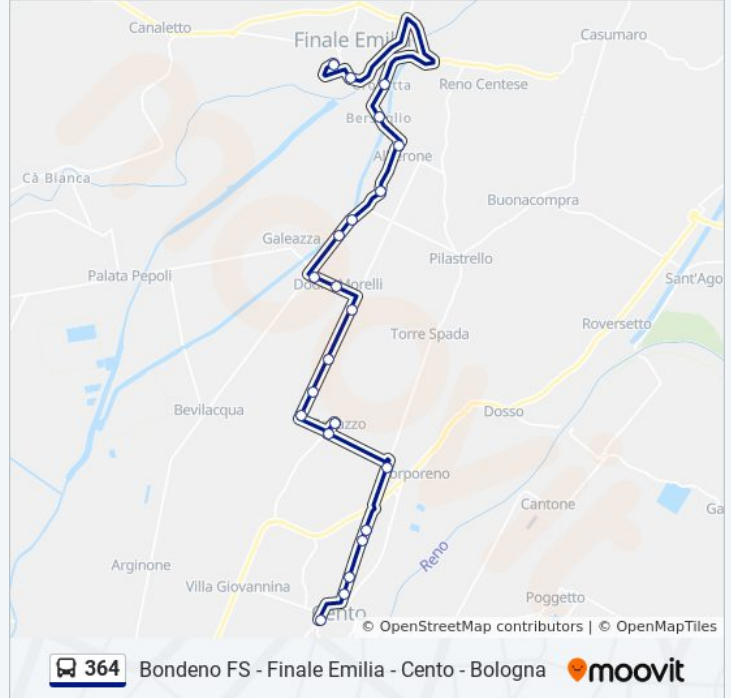 Canaletto
Finale Emilia
Casumaro
Reno Centese
Alberone
Cà Bianca
Buonacompra
Galeazza
Pilastrello
Palata Pepoli
Sant'Ago
Roversetto
Torre Spada
Bevilacqua
Dosso
Corporeno
Cantone
Ga
Reno
Arginone
Villa Giovannina
Poggetto
Cento
© OpenStreetMap contributors | © OpenMapTiles
364 Bondeno FS - Finale Emilia - Cento - Bologna
moovit